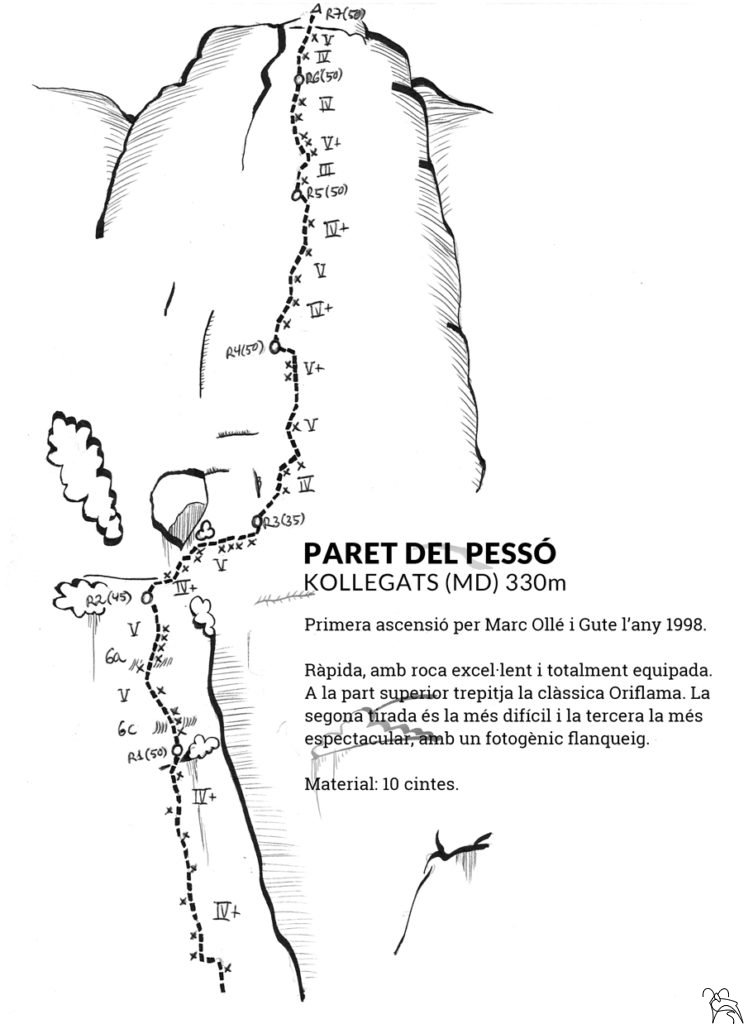 R7(50)
V
IV
R6(50)
IV
V+
III
R5(50)
IV+
V
IV+
R4(50)
V+
V
IV
R3(35)
V
IV+
R2(45)
V
6a
V
6c
R1(50)
IV+
IV+
PARET DEL PESSÓ
KOLLEGATS (MD) 330m
Primera ascensió per Marc Ollé i Gute l’any 1998.
Ràpida, amb roca excel·lent i totalment equipada.
A la part superior trepitja la clàssica Oriflama. La
segona tirada és la més difícil i la tercera la més
espectacular, amb un fotogènic flanqueig.
Material: 10 cintes.